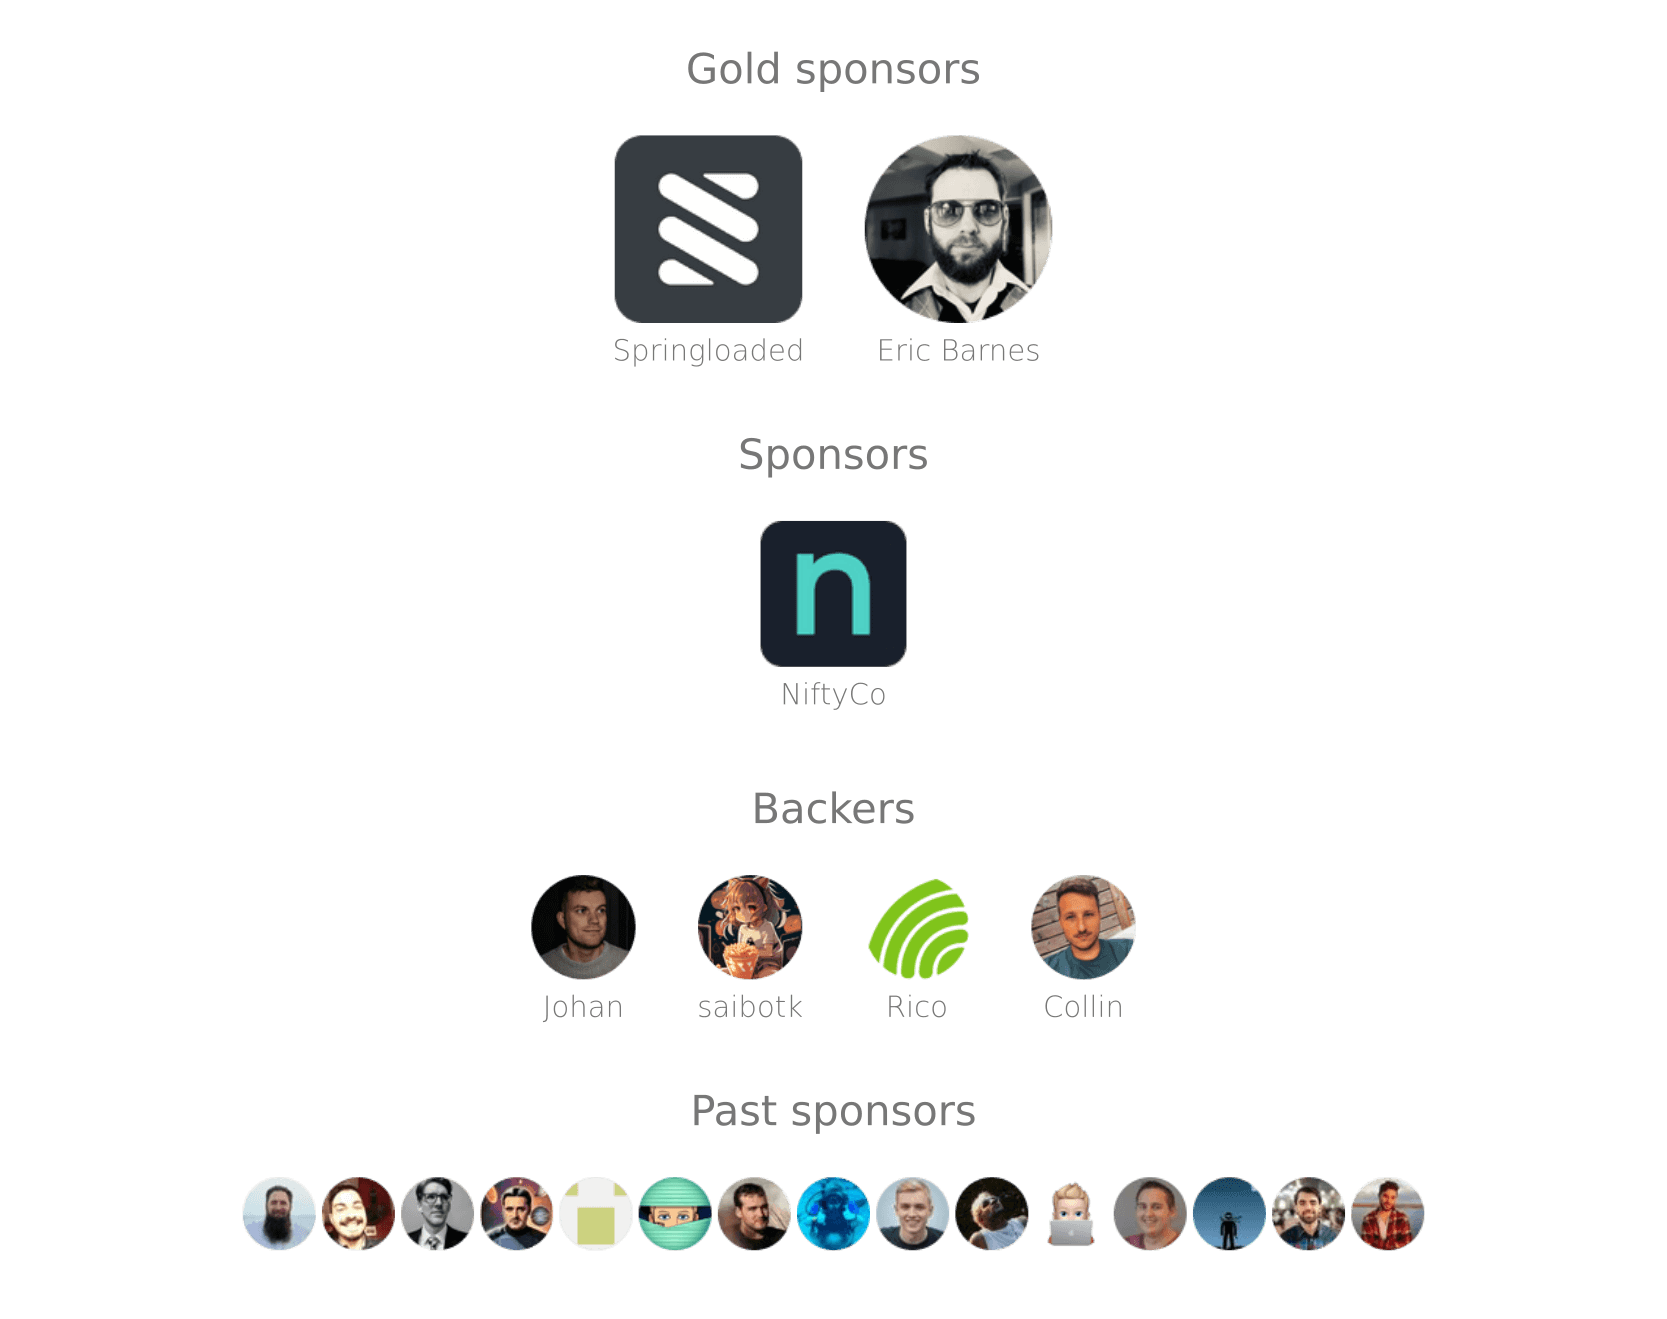 Gold sponsors
Springloaded
Eric Barnes
Sponsors
n
NiftyCo
Backers
Johan
saibotk
Rico
Collin
Past sponsors